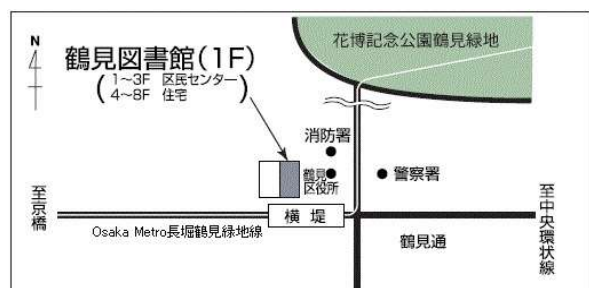 N
花博記念公園鶴見緑地
鶴見図書館(1F)
(1~3F 区民センター
4~8F 住宅)
消防署
鶴見
区役所
警察署
至京橋
横堤
至中央環状線
Osaka Metro長堀鶴見緑地線
鶴見通